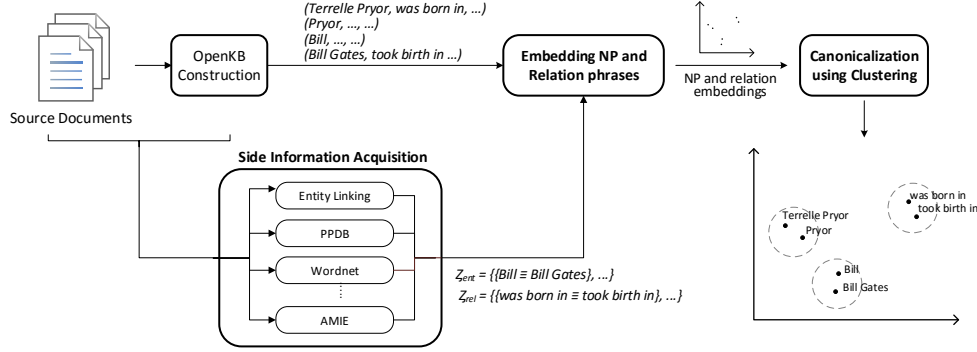 (Terrelle Pryor, was born in, ...)
(Pryor, ..., ...)
(Bill, ..., ...)
(Bill Gates, took birth in ...)
Source Documents
OpenKB
Construction
Embedding NP and
Relation phrases
NP and relation
embeddings
Canonicalization
using Clustering
Side Information Acquisition
Entity Linking
PPDB
Wordnet
AMIE
ζent = {{Bill ≡ Bill Gates}, ...}
ζrel = {{was born in ≡ took birth in}, ...}
was born in
took birth in
Terrelle Pryor
Pryor
Bill
Bill Gates